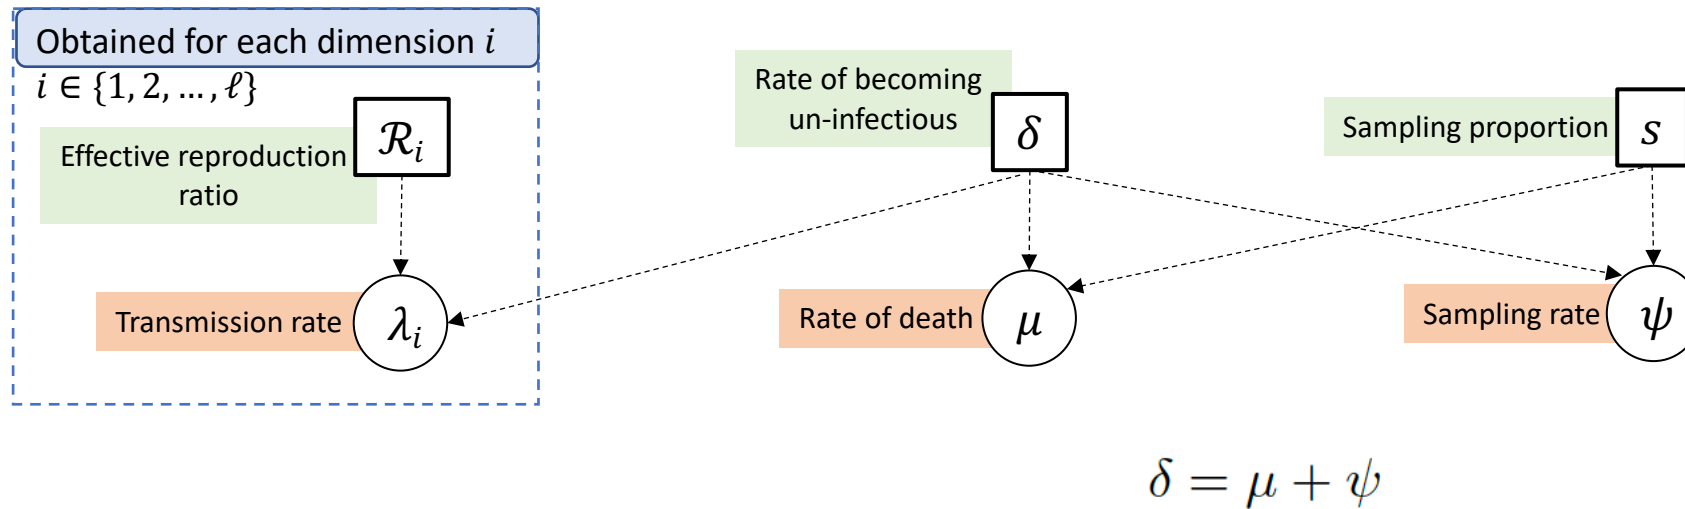 Obtained for each dimension i
i ∈ {1, 2, … , ℓ}
ℛᵢ
Effective reproduction
ratio
Transmission rate
λᵢ
Rate of becoming
un-infectious
δ
Rate of death
μ
Sampling proportion
s
Sampling rate
ψ
δ = μ + ψ